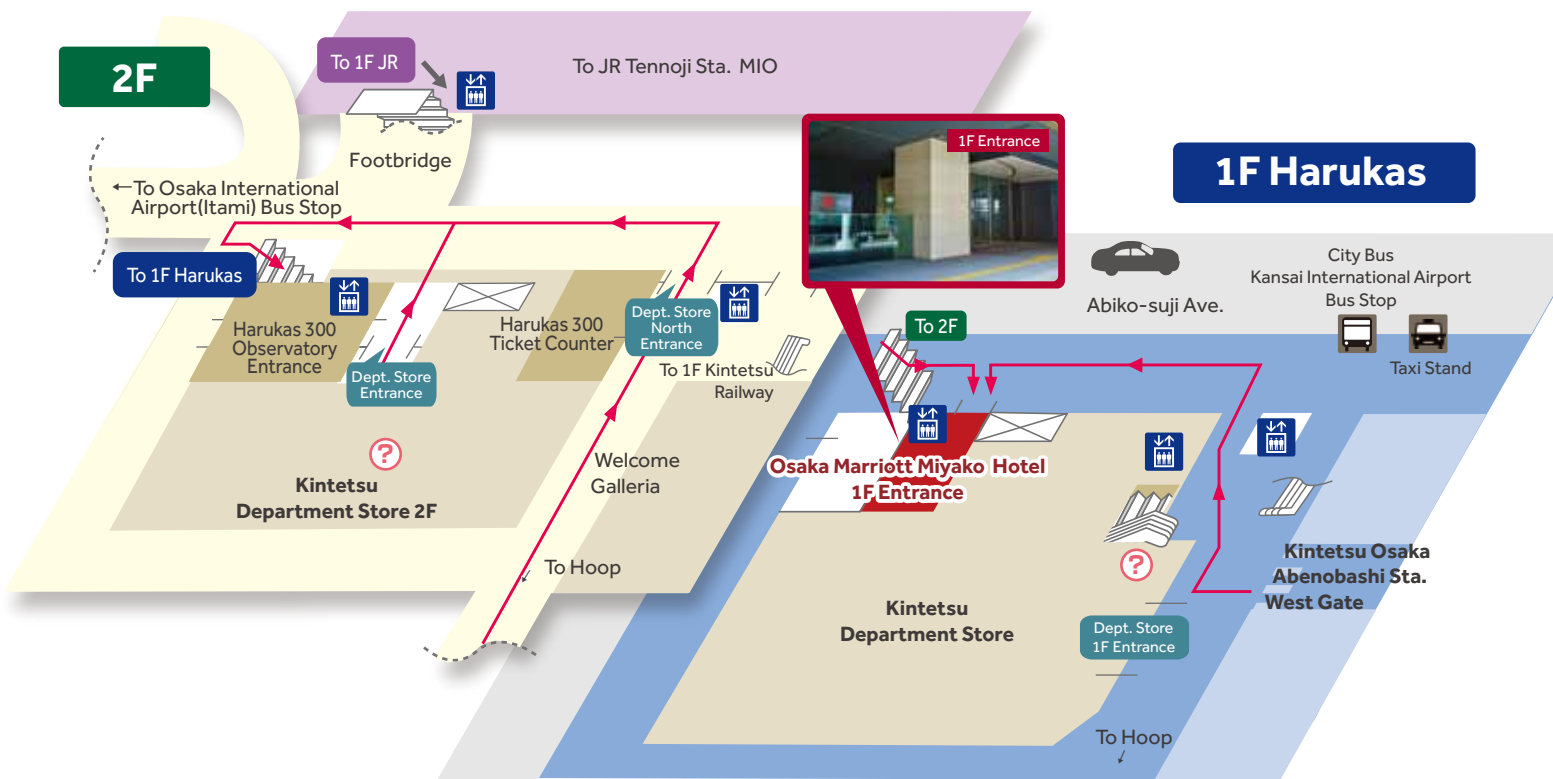 2F
To 1F JR
To JR Tennoji Sta. MIO
Footbridge
←To Osaka International
Airport(Itami) Bus Stop
To 1F Harukas
Harukas 300
Observatory
Entrance
Dept. Store
Entrance
Harukas 300
Ticket Counter
Dept. Store
North
Entrance
To 1F Kintetsu
Railway
?
Kintetsu
Department Store 2F
Welcome
Galleria
To Hoop
1F Entrance
1F Harukas
Abiko-suji Ave.
City Bus
Kansai International Airport
Bus Stop
Taxi Stand
To 2F
Osaka Marriott Miyako Hotel
1F Entrance
?
Kintetsu
Department Store
Dept. Store
1F Entrance
Kintetsu Osaka
Abenobashi Sta.
West Gate
To Hoop